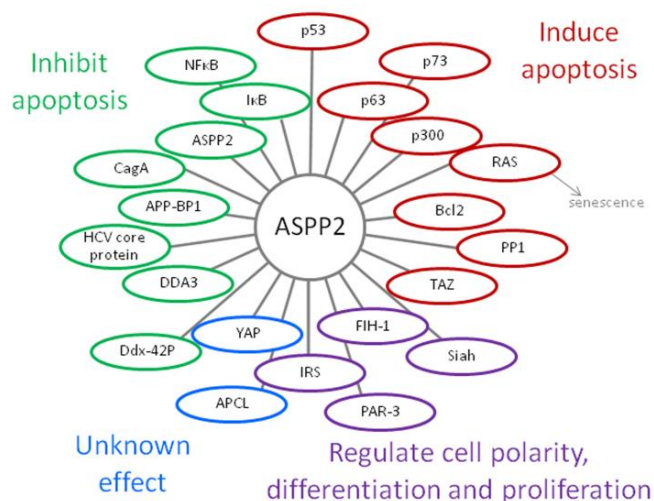 p53
Induce
apoptosis
Inhibit
apoptosis
NFκB
p73
IκB
p63
ASPP2
p300
RAS
CagA
senescence
APP-BP1
Bcl2
ASPP2
HCV core
protein
PP1
DDA3
TAZ
YAP
FIH-1
Ddx-42P
Siah
IRS
APCL
PAR-3
Unknown
effect
Regulate cell polarity,
differentiation and proliferation